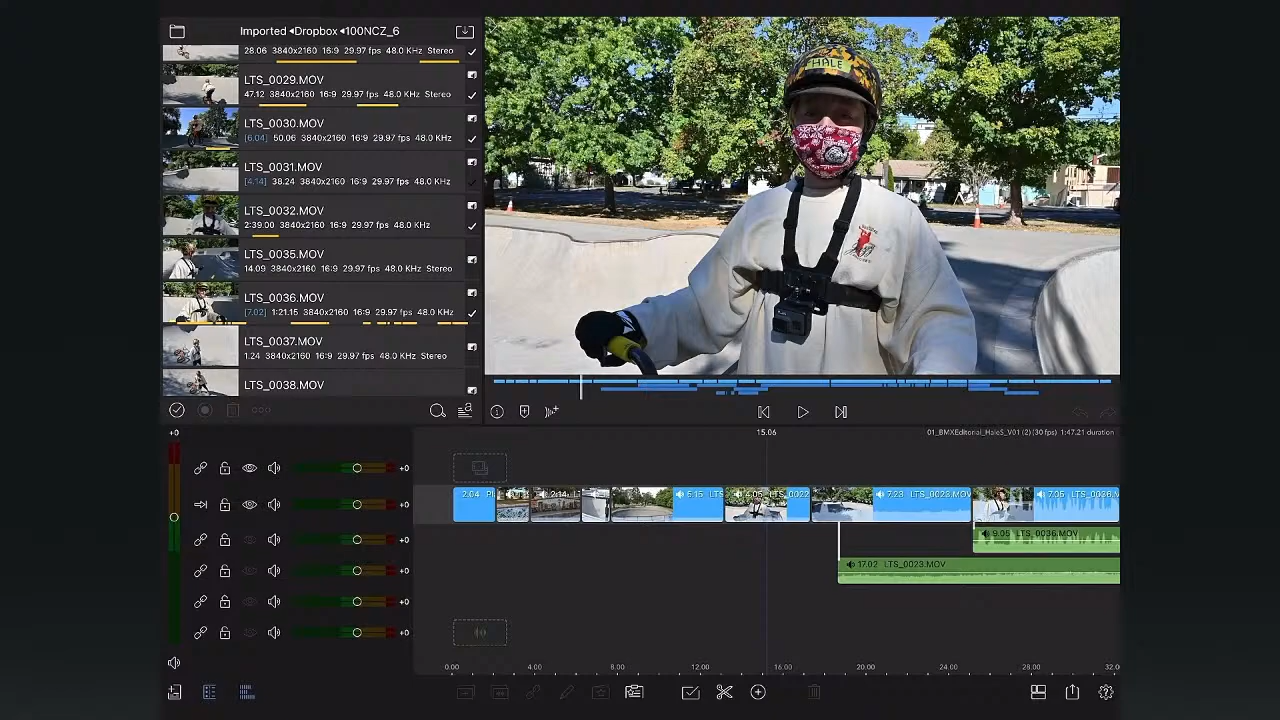 Imported ◂Dropbox ◂100NCZ_6
28.06 3840x2160 16:9 29.97 fps 48.0 KHz Stereo
LTS_0029.MOV
47.12 3840x2160 16:9 29.97 fps 48.0 KHz Stereo
LTS_0030.MOV
[6.04] 50.06 3840x2160 16:9 29.97 fps 48.0 KHz
LTS_0031.MOV
[4.14] 38.24 3840x2160 16:9 29.97 fps 48.0 KHz
LTS_0032.MOV
2:39.00 3840x2160 16:9 29.97 fps 48.0 KHz
LTS_0035.MOV
14.09 3840x2160 16:9 29.97 fps 48.0 KHz Stereo
LTS_0036.MOV
[7.02] 1:21.15 3840x2160 16:9 29.97 fps 48.0 KHz
LTS_0037.MOV
1.24 3840x2160 16:9 29.97 fps 48.0 KHz Stereo
LTS_0038.MOV
HALE
+0
15.06
01_BMXEditorial_HaleS_V01 (2) (30 fps) 1:47.21 duration
+0
+0
2.04 2:14 6.15 LTS 4.05 0022 7.23 LTS_0023.MOV 7.05 LTS_0036.M
+0
9.05 LTS_0036.MOV
+0
17.02 LTS_0023.MOV
+0
+0
0.00 4.00 8.00 12.00 16.00 20.00 24.00 28.00 32.0